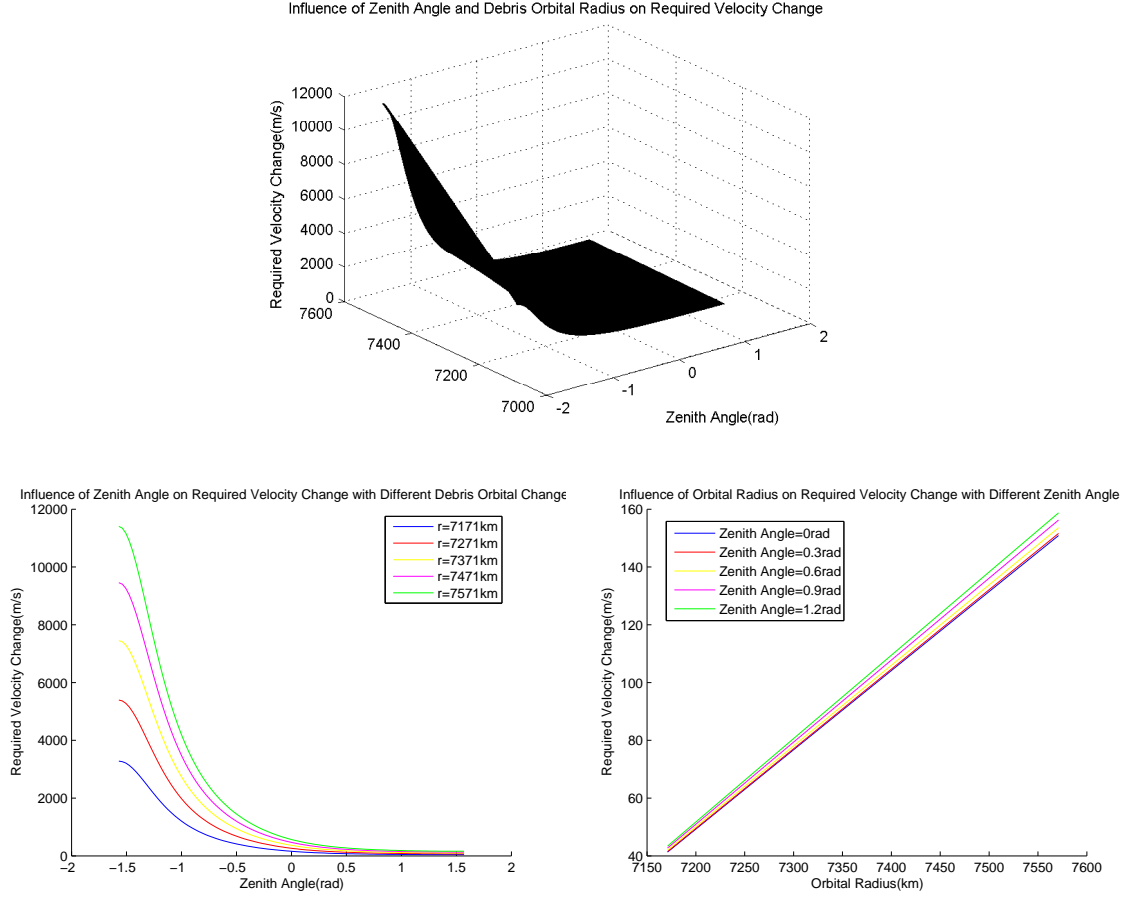 Influence of Zenith Angle and Debris Orbital Radius on Required Velocity Change
12000
10000
8000
6000
4000
2000
0
Required Velocity Change(m/s)
7600
7400
7200
7000
-2
-1
0
1
2
Zenith Angle(rad)
Influence of Zenith Angle on Required Velocity Change with Different Debris Orbital Change
12000
10000
8000
6000
4000
2000
0
Required Velocity Change(m/s)
r=7171km
r=7271km
r=7371km
r=7471km
r=7571km
−2 −1.5 −1 −0.5 0 0.5 1 1.5 2
Zenith Angle(rad)
Influence of Orbital Radius on Required Velocity Change with Different Zenith Angle
160
140
120
100
80
60
40
Required Velocity Change(m/s)
Zenith Angle=0rad
Zenith Angle=0.3rad
Zenith Angle=0.6rad
Zenith Angle=0.9rad
Zenith Angle=1.2rad
7150 7200 7250 7300 7350 7400 7450 7500 7550 7600
Orbital Radius(km)